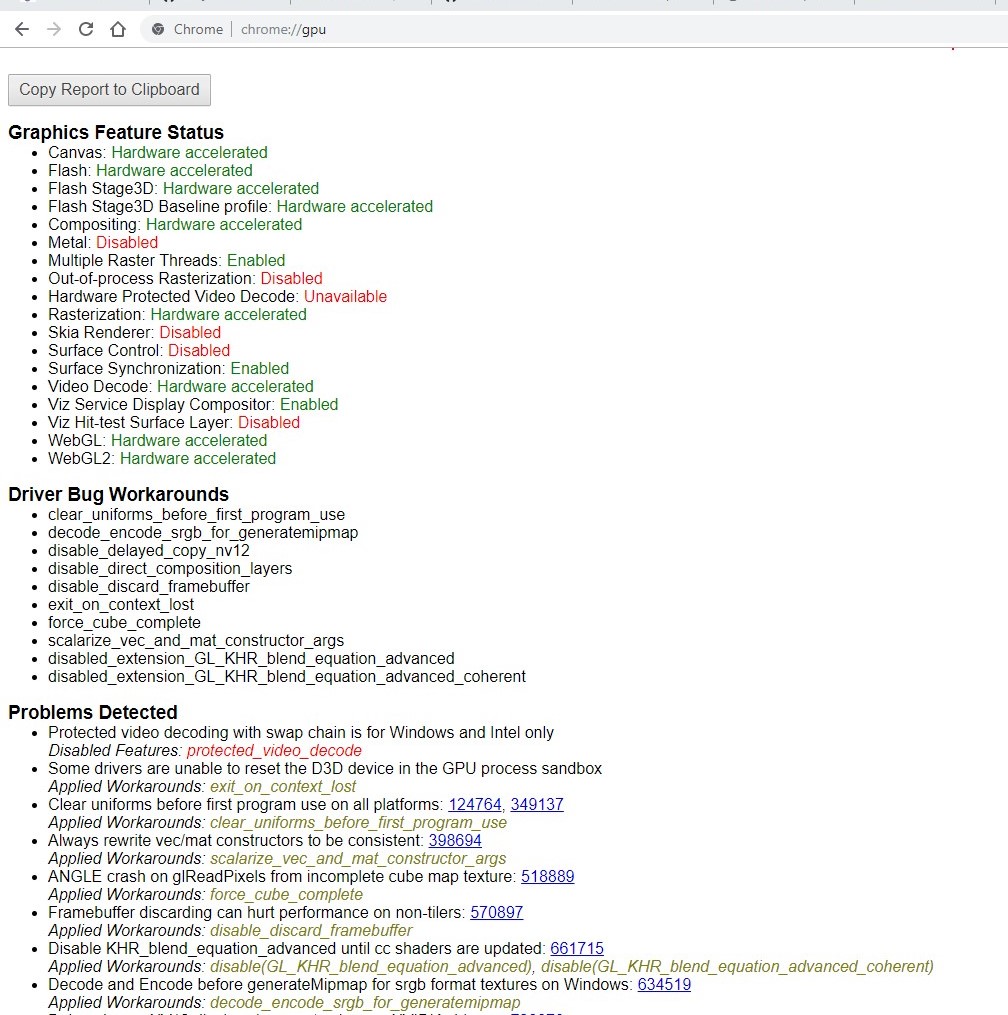 Chrome | chrome://gpu
Copy Report to Clipboard
Graphics Feature Status
Canvas: Hardware accelerated
Flash: Hardware accelerated
Flash Stage3D: Hardware accelerated
Flash Stage3D Baseline profile: Hardware accelerated
Compositing: Hardware accelerated
Metal: Disabled
Multiple Raster Threads: Enabled
Out-of-process Rasterization: Disabled
Hardware Protected Video Decode: Unavailable
Rasterization: Hardware accelerated
Skia Renderer: Disabled
Surface Control: Disabled
Surface Synchronization: Enabled
Video Decode: Hardware accelerated
Viz Service Display Compositor: Enabled
Viz Hit-test Surface Layer: Disabled
WebGL: Hardware accelerated
WebGL2: Hardware accelerated
Driver Bug Workarounds
clear_uniforms_before_first_program_use
decode_encode_srgb_for_generatemipmap
disable_delayed_copy_nv12
disable_direct_composition_layers
disable_discard_framebuffer
exit_on_context_lost
force_cube_complete
scalarize_vec_and_mat_constructor_args
disabled_extension_GL_KHR_blend_equation_advanced
disabled_extension_GL_KHR_blend_equation_advanced_coherent
Problems Detected
Protected video decoding with swap chain is for Windows and Intel only
Disabled Features: protected_video_decode
Some drivers are unable to reset the D3D device in the GPU process sandbox
Applied Workarounds: exit_on_context_lost
Clear uniforms before first program use on all platforms: 124764, 349137
Applied Workarounds: clear_uniforms_before_first_program_use
Always rewrite vec/mat constructors to be consistent: 398694
Applied Workarounds: scalarize_vec_and_mat_constructor_args
ANGLE crash on glReadPixels from incomplete cube map texture: 518889
Applied Workarounds: force_cube_complete
Framebuffer discarding can hurt performance on non-tilers: 570897
Applied Workarounds: disable_discard_framebuffer
Disable KHR_blend_equation_advanced until cc shaders are updated: 661715
Applied Workarounds: disable(GL_KHR_blend_equation_advanced), disable(GL_KHR_blend_equation_advanced_coherent)
Decode and Encode before generateMipmap for srgb format textures on Windows: 634519
Applied Workarounds: decode_encode_srgb_for_generatemipmap